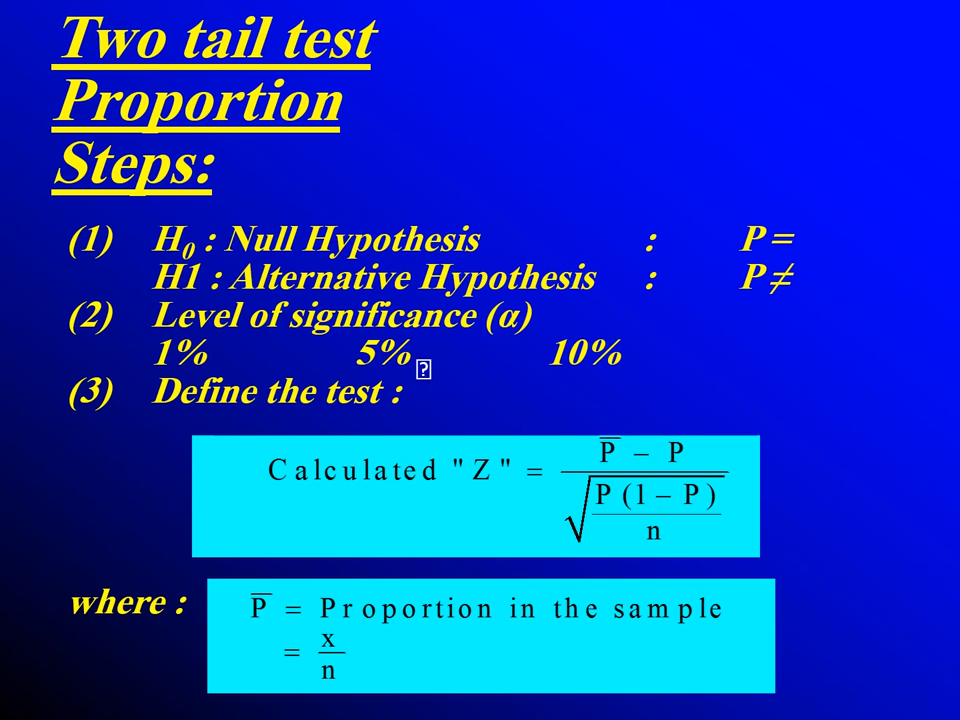 Two tail test
Proportion
Steps:
(1) H₀ : Null Hypothesis : P =
H1 : Alternative Hypothesis : P ≠
(2) Level of significance (α)
1% 5% 10%
(3) Define the test :
Calculated "Z" = (P̅ – P) / √(P(1 – P) / n)
where : P̅ = Proportion in the sample
= x / n